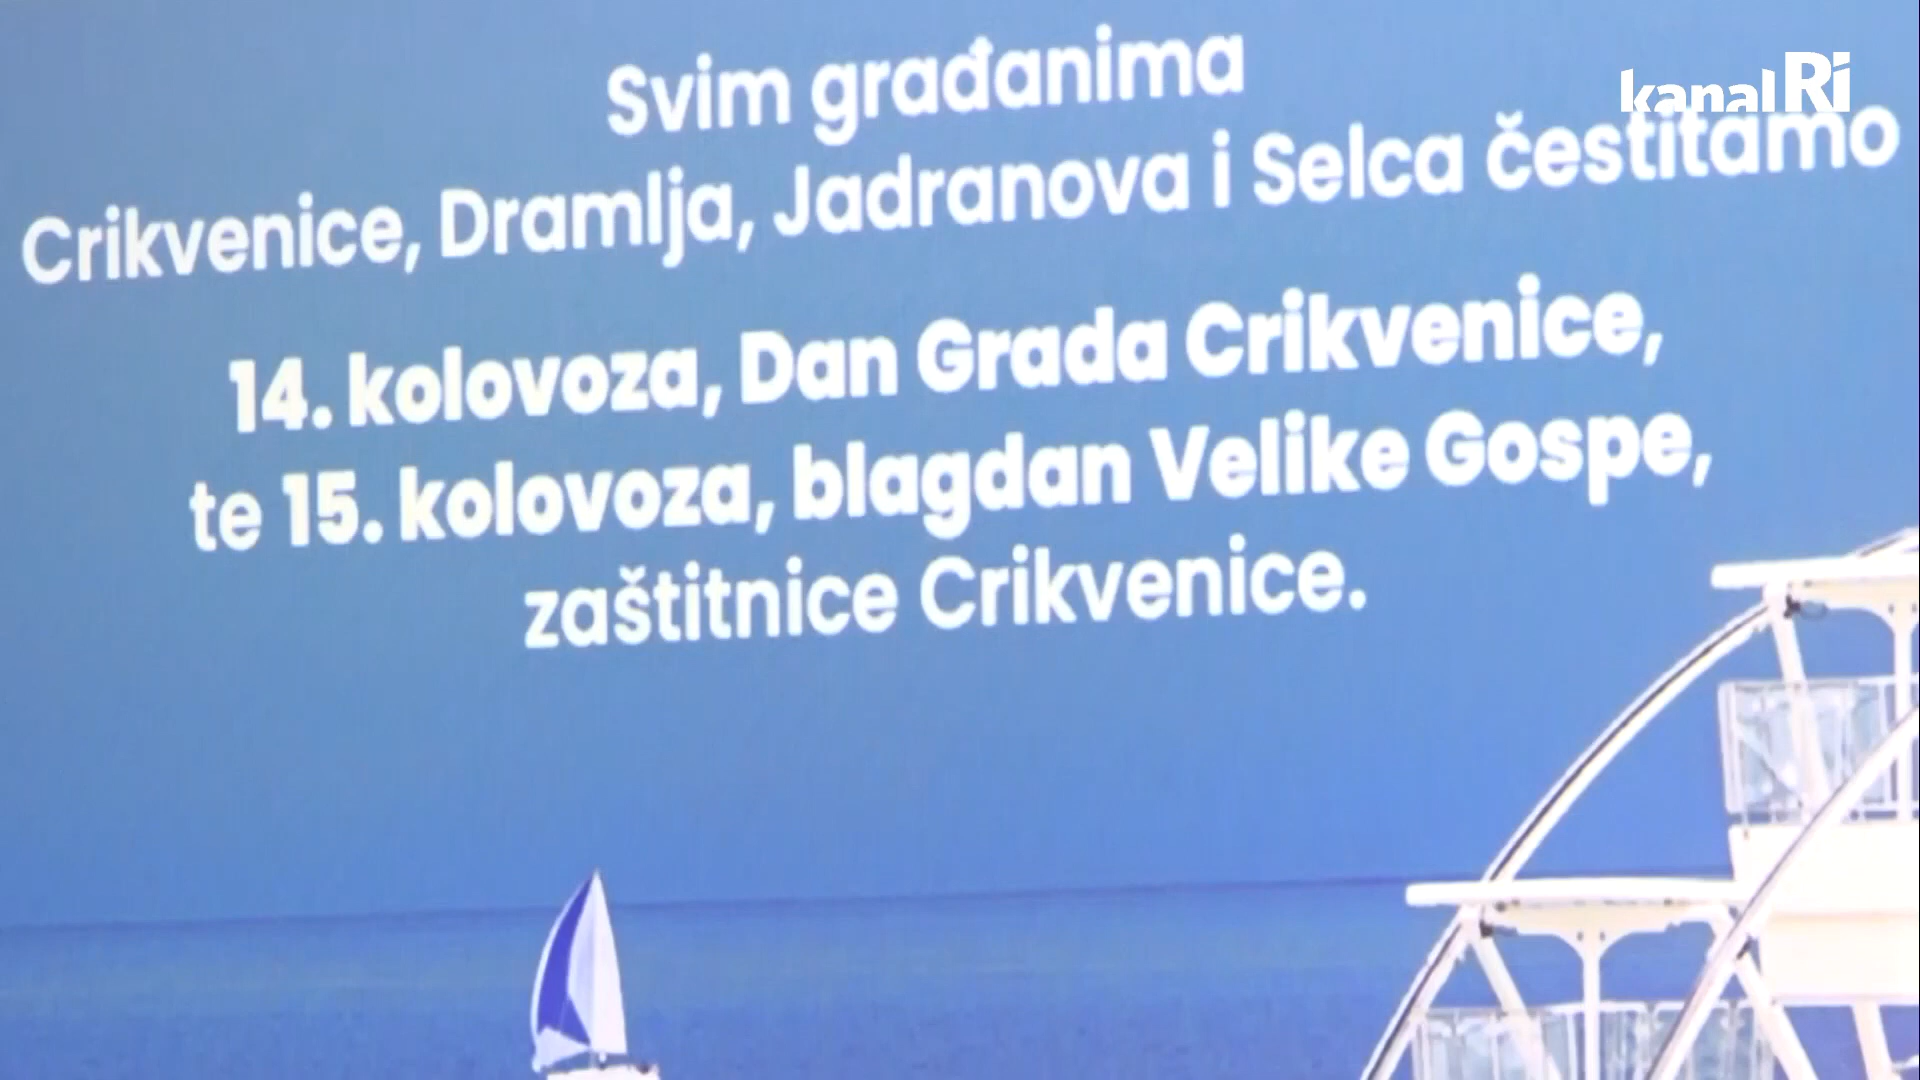 kanal Ri
Svim građanima
Crikvenice, Dramlja, Jadranova i Selca čestitamo
14. kolovoza, Dan Grada Crikvenice,
te 15. kolovoza, blagdan Velike Gospe,
zaštitnice Crikvenice.